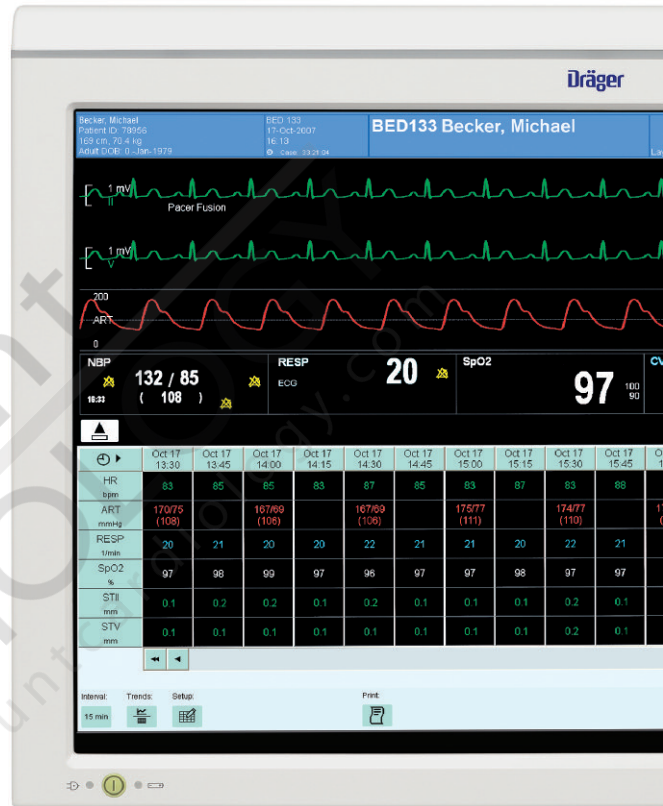 Dräger
Becker, Michael
Patient ID: 78956
169 cm, 70.4 kg
Adult DOB: 0 -Jan-1979
BED 133
17-Oct-2007
16:13
BED133 Becker, Michael
1 mV
II
Pacer Fusion
1 mV
V
200
ART
0
NBP
132 / 85
( 108 )
RESP
ECG
20
SpO2
97
100
90
CV
Oct 17 Oct 17 Oct 17 Oct 17 Oct 17 Oct 17 Oct 17 Oct 17 Oct 17 Oct 17
13:30 13:45 14:00 14:15 14:30 14:45 15:00 15:15 15:30 15:45
HR 83 85 85 83 87 85 83 87 83 88
bpm
ART 170/75 167/69 167/69 175/77 174/77
mmHg (108) (106) (106) (111) (110)
RESP 20 21 20 20 22 21 21 20 22 21
1/min
SpO2 97 98 99 97 96 97 97 98 97 97
%
STII 0.1 0.2 0.2 0.1 0.2 0.1 0.1 0.1 0.2 0.1
mm
STV 0.1 0.1 0.1 0.1 0.1 0.1 0.1 0.1 0.2 0.1
mm
Interval: Trends: Setup: Print:
15 min